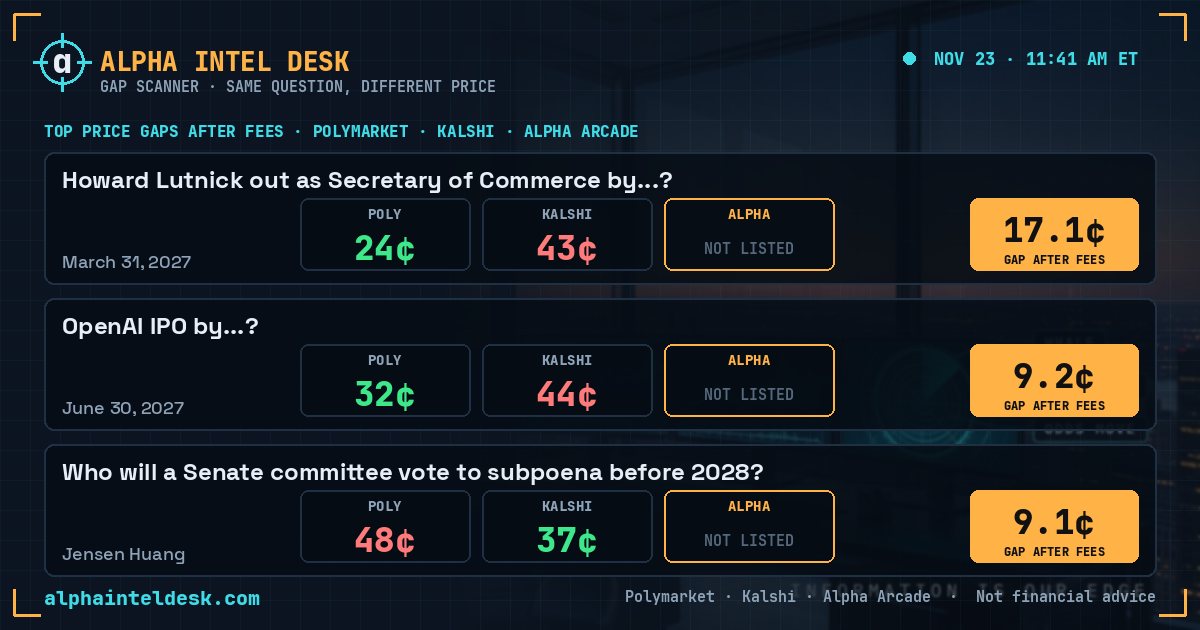 α
ALPHA INTEL DESK
GAP SCANNER · SAME QUESTION, DIFFERENT PRICE
NOV 23 · 11:41 AM ET
TOP PRICE GAPS AFTER FEES · POLYMARKET · KALSHI · ALPHA ARCADE
Howard Lutnick out as Secretary of Commerce by...?
March 31, 2027
POLY
24¢
KALSHI
43¢
ALPHA
NOT LISTED
17.1¢
GAP AFTER FEES
OpenAI IPO by...?
June 30, 2027
POLY
32¢
KALSHI
44¢
ALPHA
NOT LISTED
9.2¢
GAP AFTER FEES
Who will a Senate committee vote to subpoena before 2028?
Jensen Huang
POLY
48¢
KALSHI
37¢
ALPHA
NOT LISTED
9.1¢
GAP AFTER FEES
INFORMATION IS OUR EDGE
alphainteldesk.com
Polymarket · Kalshi · Alpha Arcade · Not financial advice